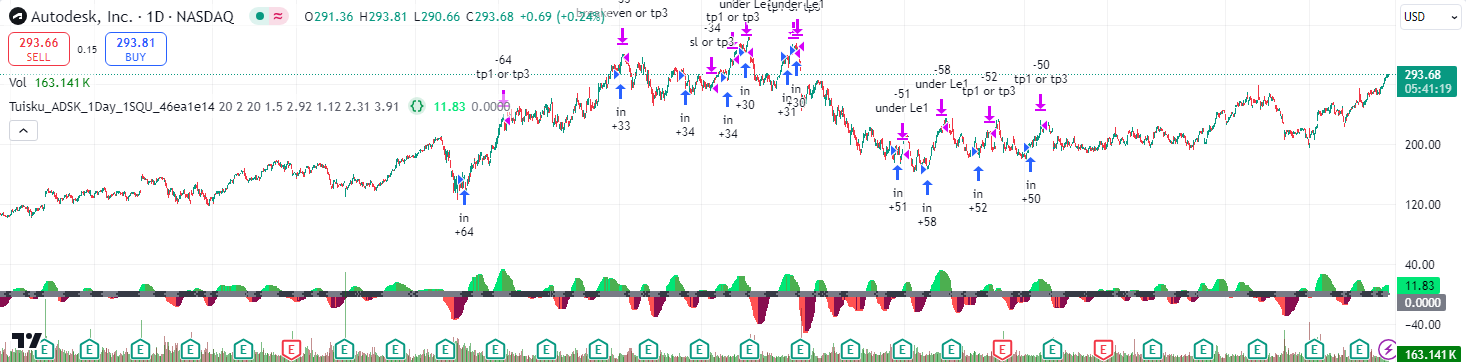 Autodesk, Inc. · 1D · NASDAQ
O291.36 H293.81 L290.66 C293.68 +0.69 (+0.24%)
USD
293.66
SELL
0.15
293.81
BUY
Vol 163.141 K
Tuisku_ADSK_1Day_1SQU_46ea1e14 20 2 20 1.5 2.92 1.12 2.31 3.91 {} 11.83 0.0000
breakeven or tp3
under Le1
under Le1
tp1 or tp3
-34
sl or tp3
-64
tp1 or tp3
-58
under Le1
-52
tp1 or tp3
-50
tp1 or tp3
-51
under Le1
in
+64
in
+33
in
+34
in
+34
in
+30
in
+31
in
+30
in
+51
in
+58
in
+52
in
+50
293.68
05:41:19
200.00
120.00
40.00
11.83
0.0000
−40.00
163.141 K
E E E E E E E E E E E E E E E E E E E E E E E E E E E